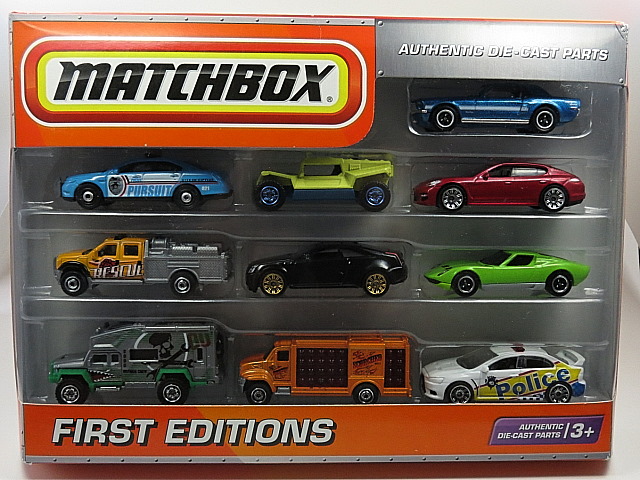 AUTHENTIC DIE-CAST PARTS
MATCHBOX®
PURSUIT
RESCUE
Police
FIRST EDITIONS
AUTHENTIC
DIE-CAST PARTS 3+